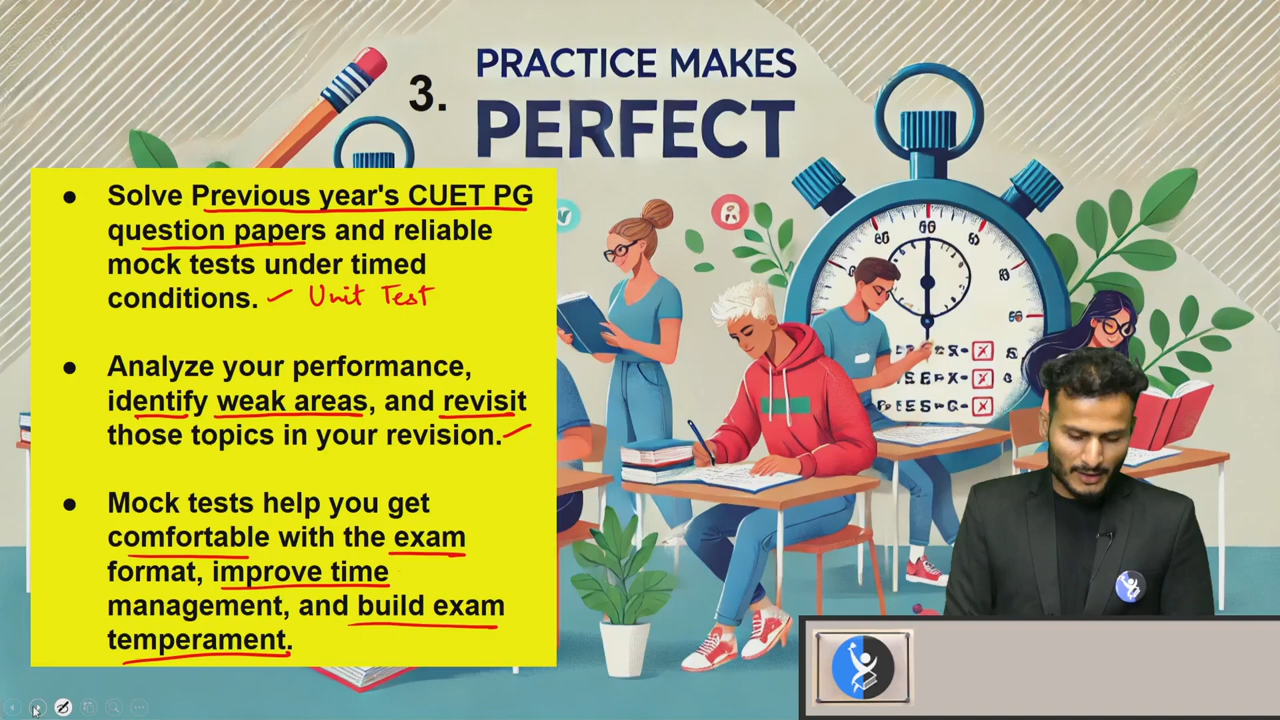 3.
PRACTICE MAKES
PERFECT
● Solve Previous year's CUET PG
question papers and reliable
mock tests under timed
conditions. ✓ Unit Test
● Analyze your performance,
identify weak areas, and revisit
those topics in your revision. ✓
● Mock tests help you get
comfortable with the exam
format, improve time
management, and build exam
temperament.
R
60